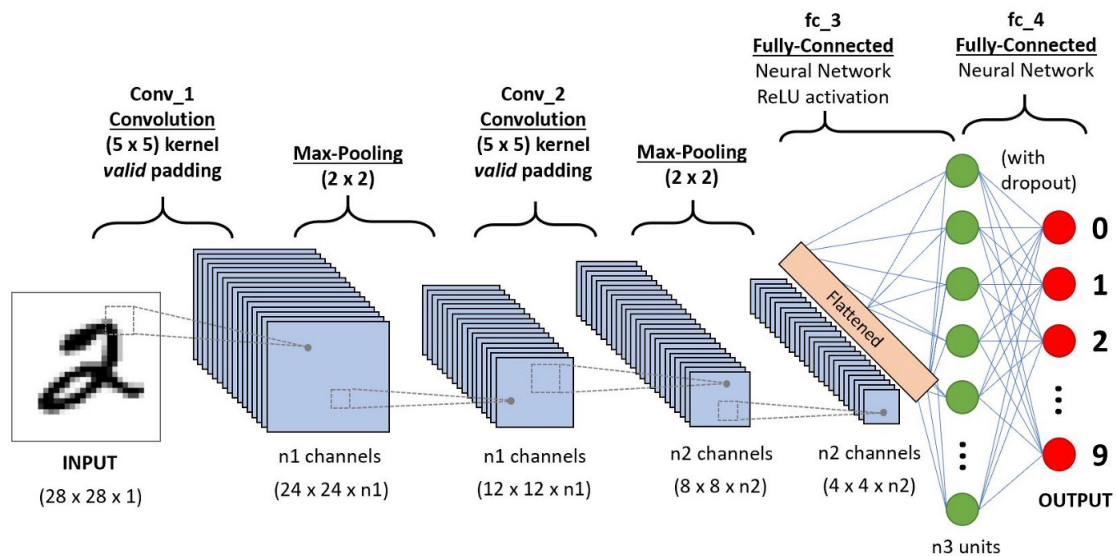 fc_3
Fully-Connected
Neural Network
ReLU activation
fc_4
Fully-Connected
Neural Network
Conv_1
Convolution
(5 x 5) kernel
valid padding
Max-Pooling
(2 x 2)
Conv_2
Convolution
(5 x 5) kernel
valid padding
Max-Pooling
(2 x 2)
(with
dropout)
Flattened
0
1
2
9
INPUT
(28 x 28 x 1)
n1 channels
(24 x 24 x n1)
n1 channels
(12 x 12 x n1)
n2 channels
(8 x 8 x n2)
n2 channels
(4 x 4 x n2)
OUTPUT
n3 units